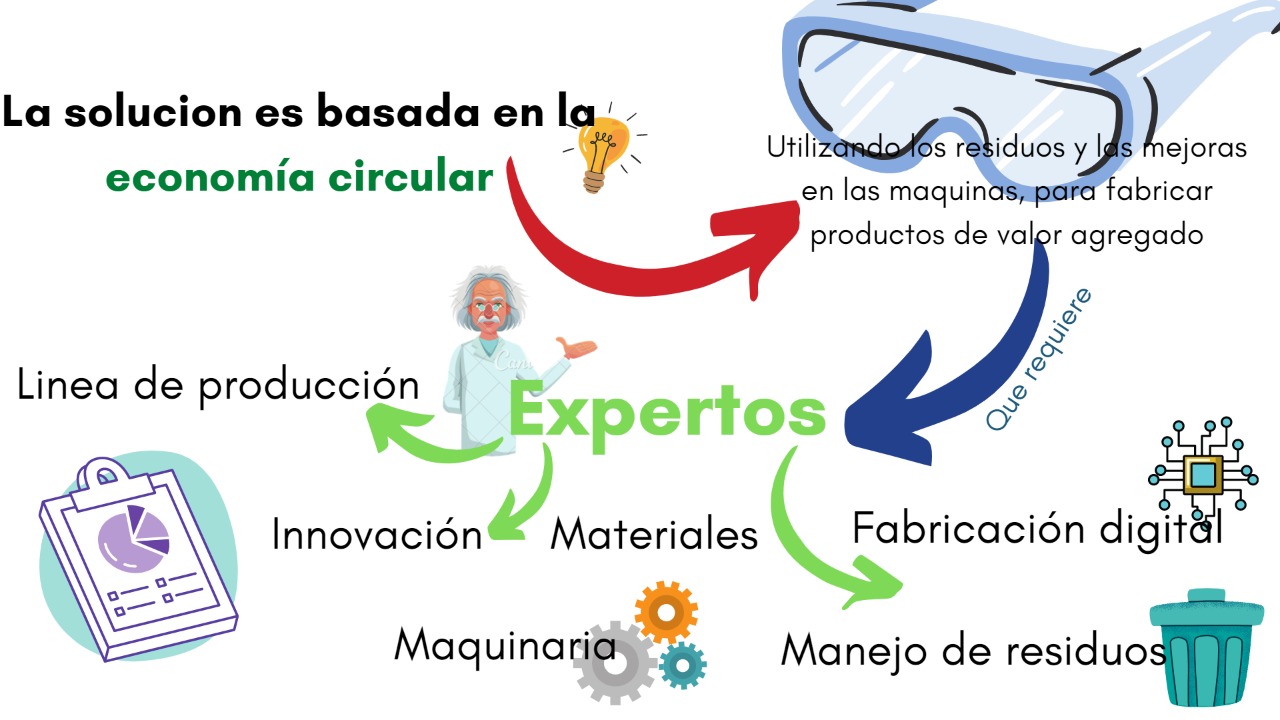 La solucion es basada en la
economía circular
Utilizando los residuos y las mejoras
en las maquinas, para fabricar
productos de valor agregado
Que requiere
Linea de producción
Canva
Expertos
Innovación
Materiales
Fabricación digital
Maquinaria
Manejo de residuos